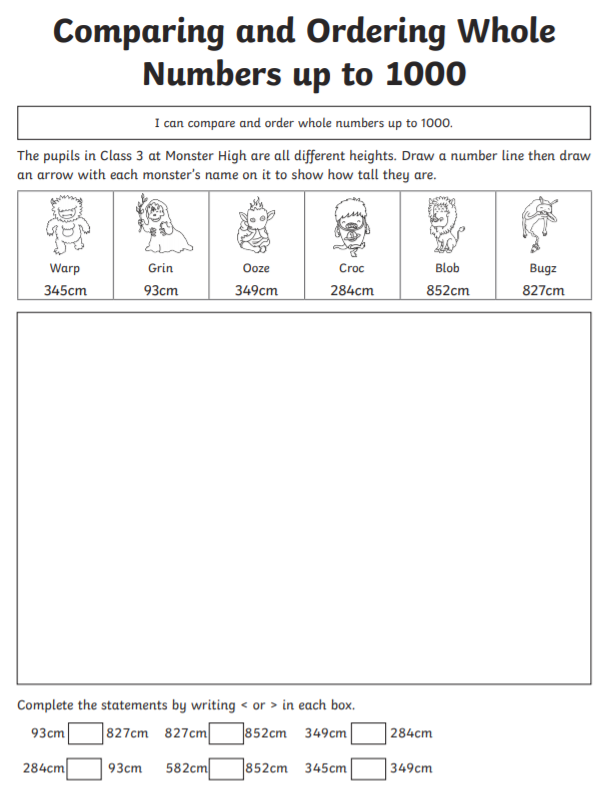 Comparing and Ordering Whole
Numbers up to 1000
I can compare and order whole numbers up to 1000.
The pupils in Class 3 at Monster High are all different heights. Draw a number line then draw
an arrow with each monster's name on it to show how tall they are.
Warp Grin Ooze Croc Blob Bugz
345cm 93cm 349cm 284cm 852cm 827cm
Complete the statements by writing < or > in each box.
93cm 827cm 827cm 852cm 349cm 284cm
284cm 93cm 582cm 852cm 345cm 349cm